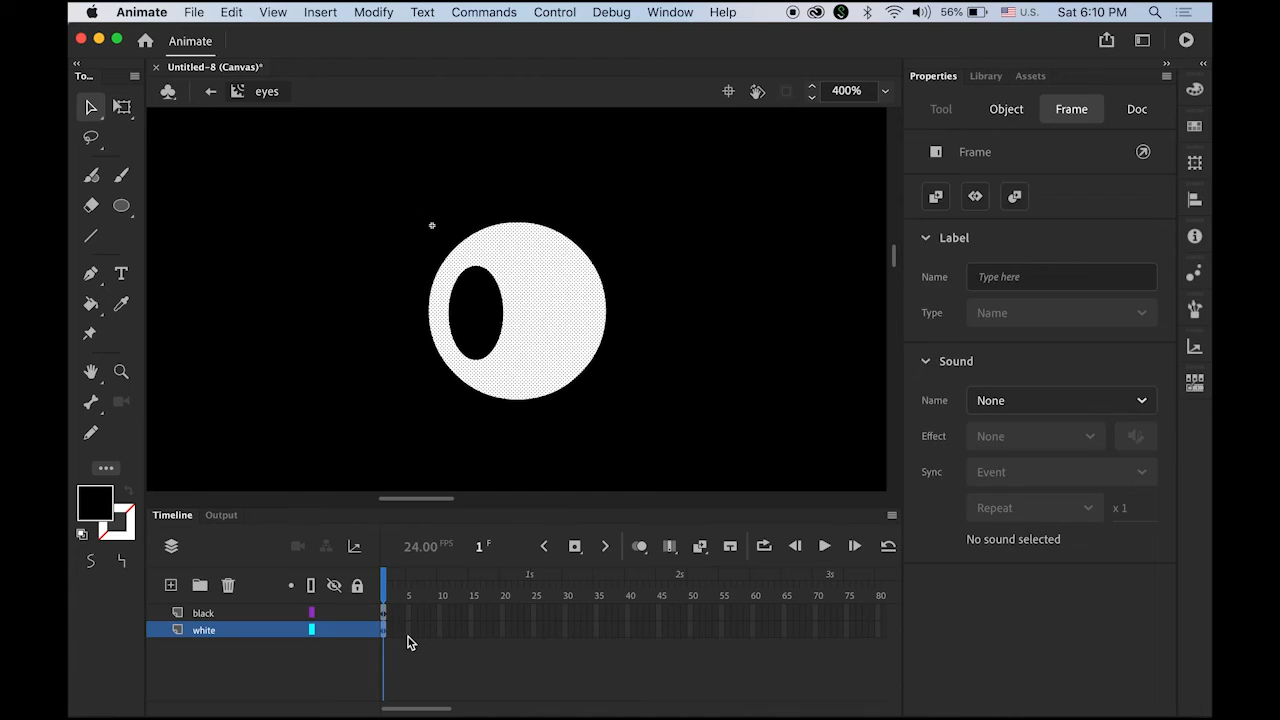 Animate File Edit View Insert Modify Text Commands Control Debug Window Help 56% U.S. Sat 6:10 PM
Animate
To... Untitled-8 (Canvas)* Properties Library Assets
eyes 400%
Tool Object Frame Doc
Frame
Label
Name Type here
Type Name
Sound
Name None
Effect None
Sync Event
Repeat x 1
No sound selected
Timeline Output
24.00 FPS 1 F
1s 2s 3s
5 10 15 20 25 30 35 40 45 50 55 60 65 70 75 80
black
white